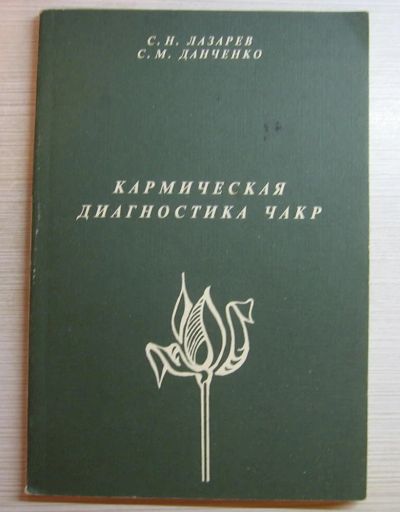 С. Н. ЛАЗАРЕВ
С. М. ДАНЧЕНКО
КАРМИЧЕСКАЯ
ДИАГНОСТИКА ЧАКР